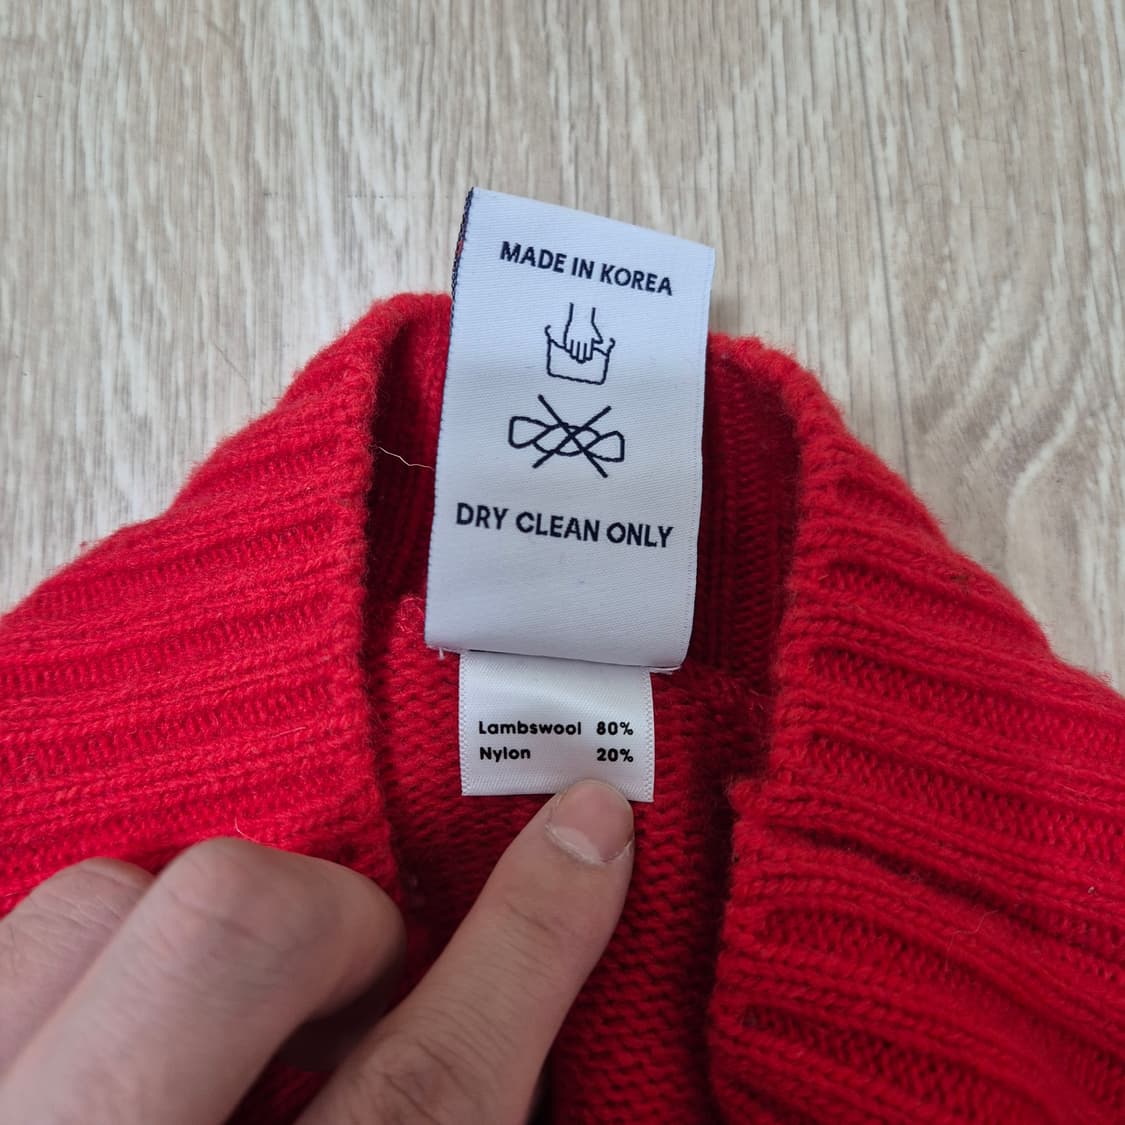 MADE IN KOREA
DRY CLEAN ONLY
Lambswool 80%
Nylon 20%